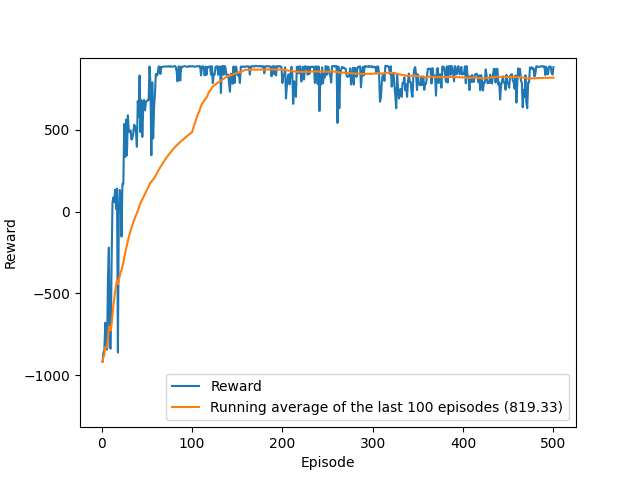 Reward
500
0
−500
−1000
Reward
Running average of the last 100 episodes (819.33)
0
100
200
300
400
500
Episode